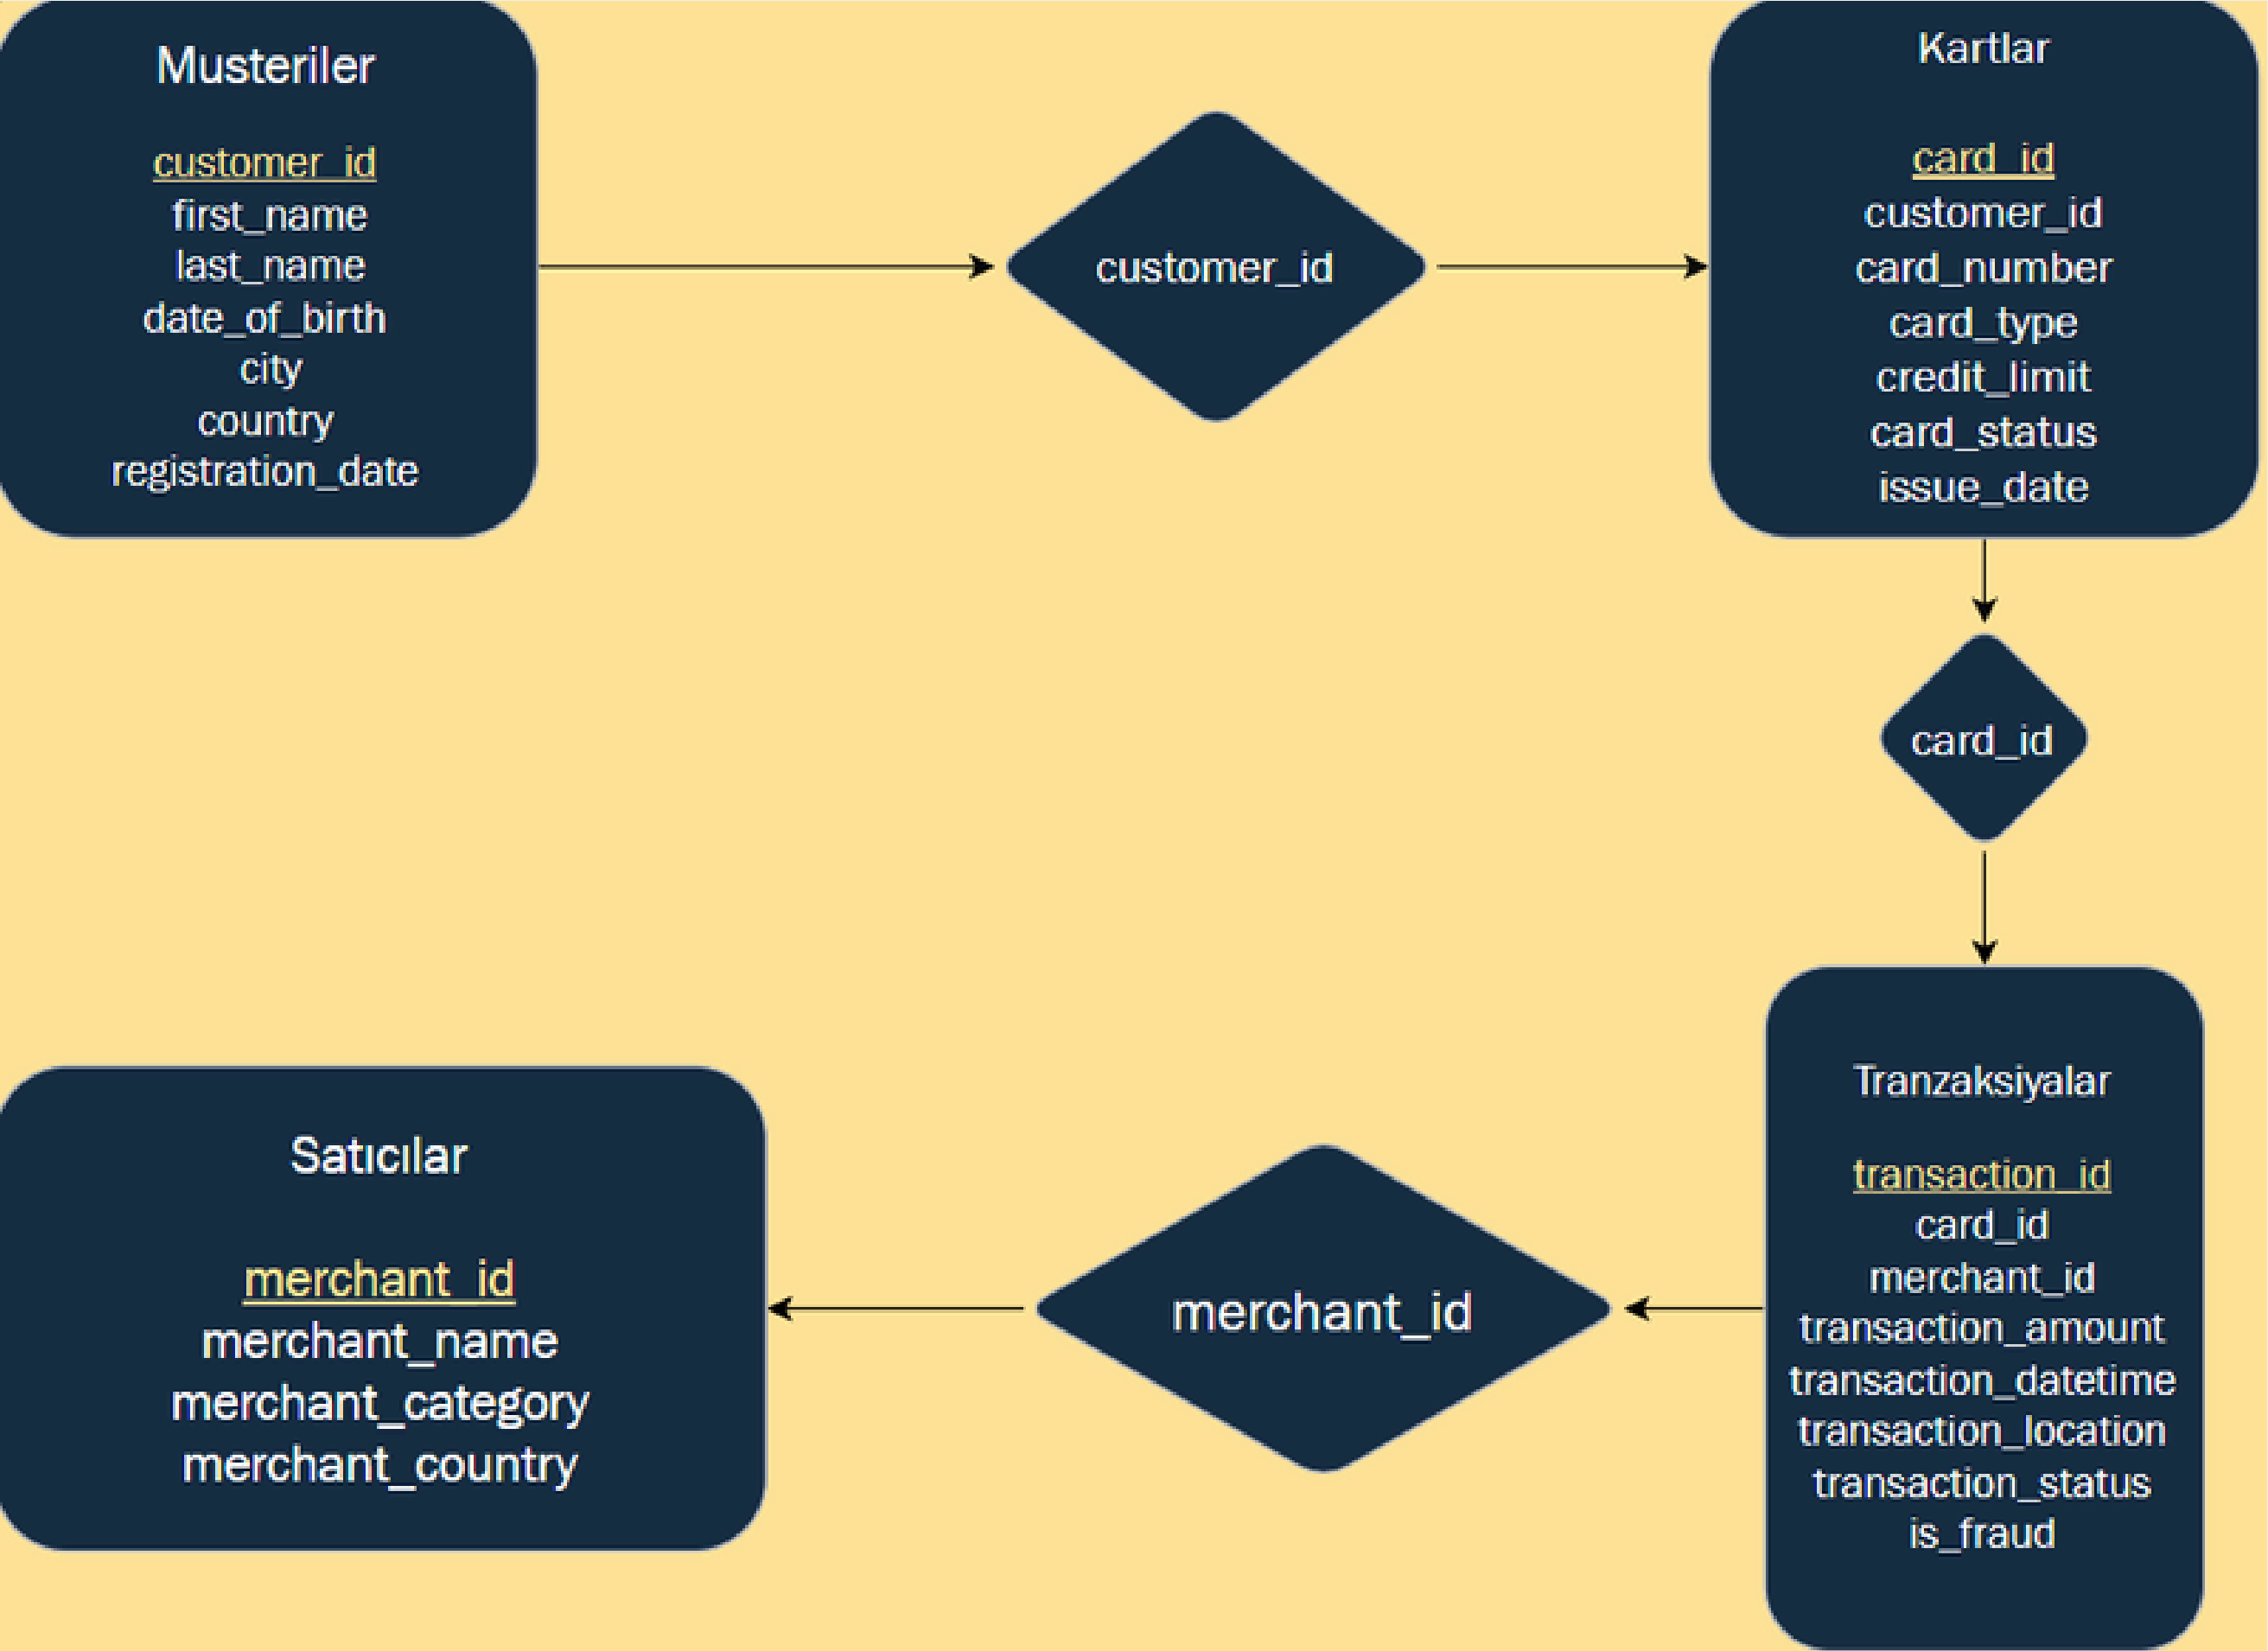 Musteriler
customer_id
first_name
last_name
date_of_birth
city
country
registration_date
customer_id
Kartlar
card_id
customer_id
card_number
card_type
credit_limit
card_status
issue_date
card_id
Tranzaksiyalar
transaction_id
card_id
merchant_id
transaction_amount
transaction_datetime
transaction_location
transaction_status
is_fraud
merchant_id
Satıcılar
merchant_id
merchant_name
merchant_category
merchant_country